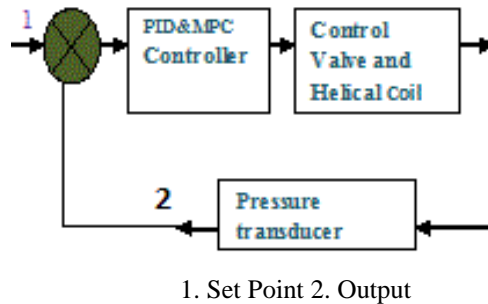 1
PID&MPC
Controller
Control
Valve and
Helical Coil
2
Pressure
transducer
1. Set Point 2. Output